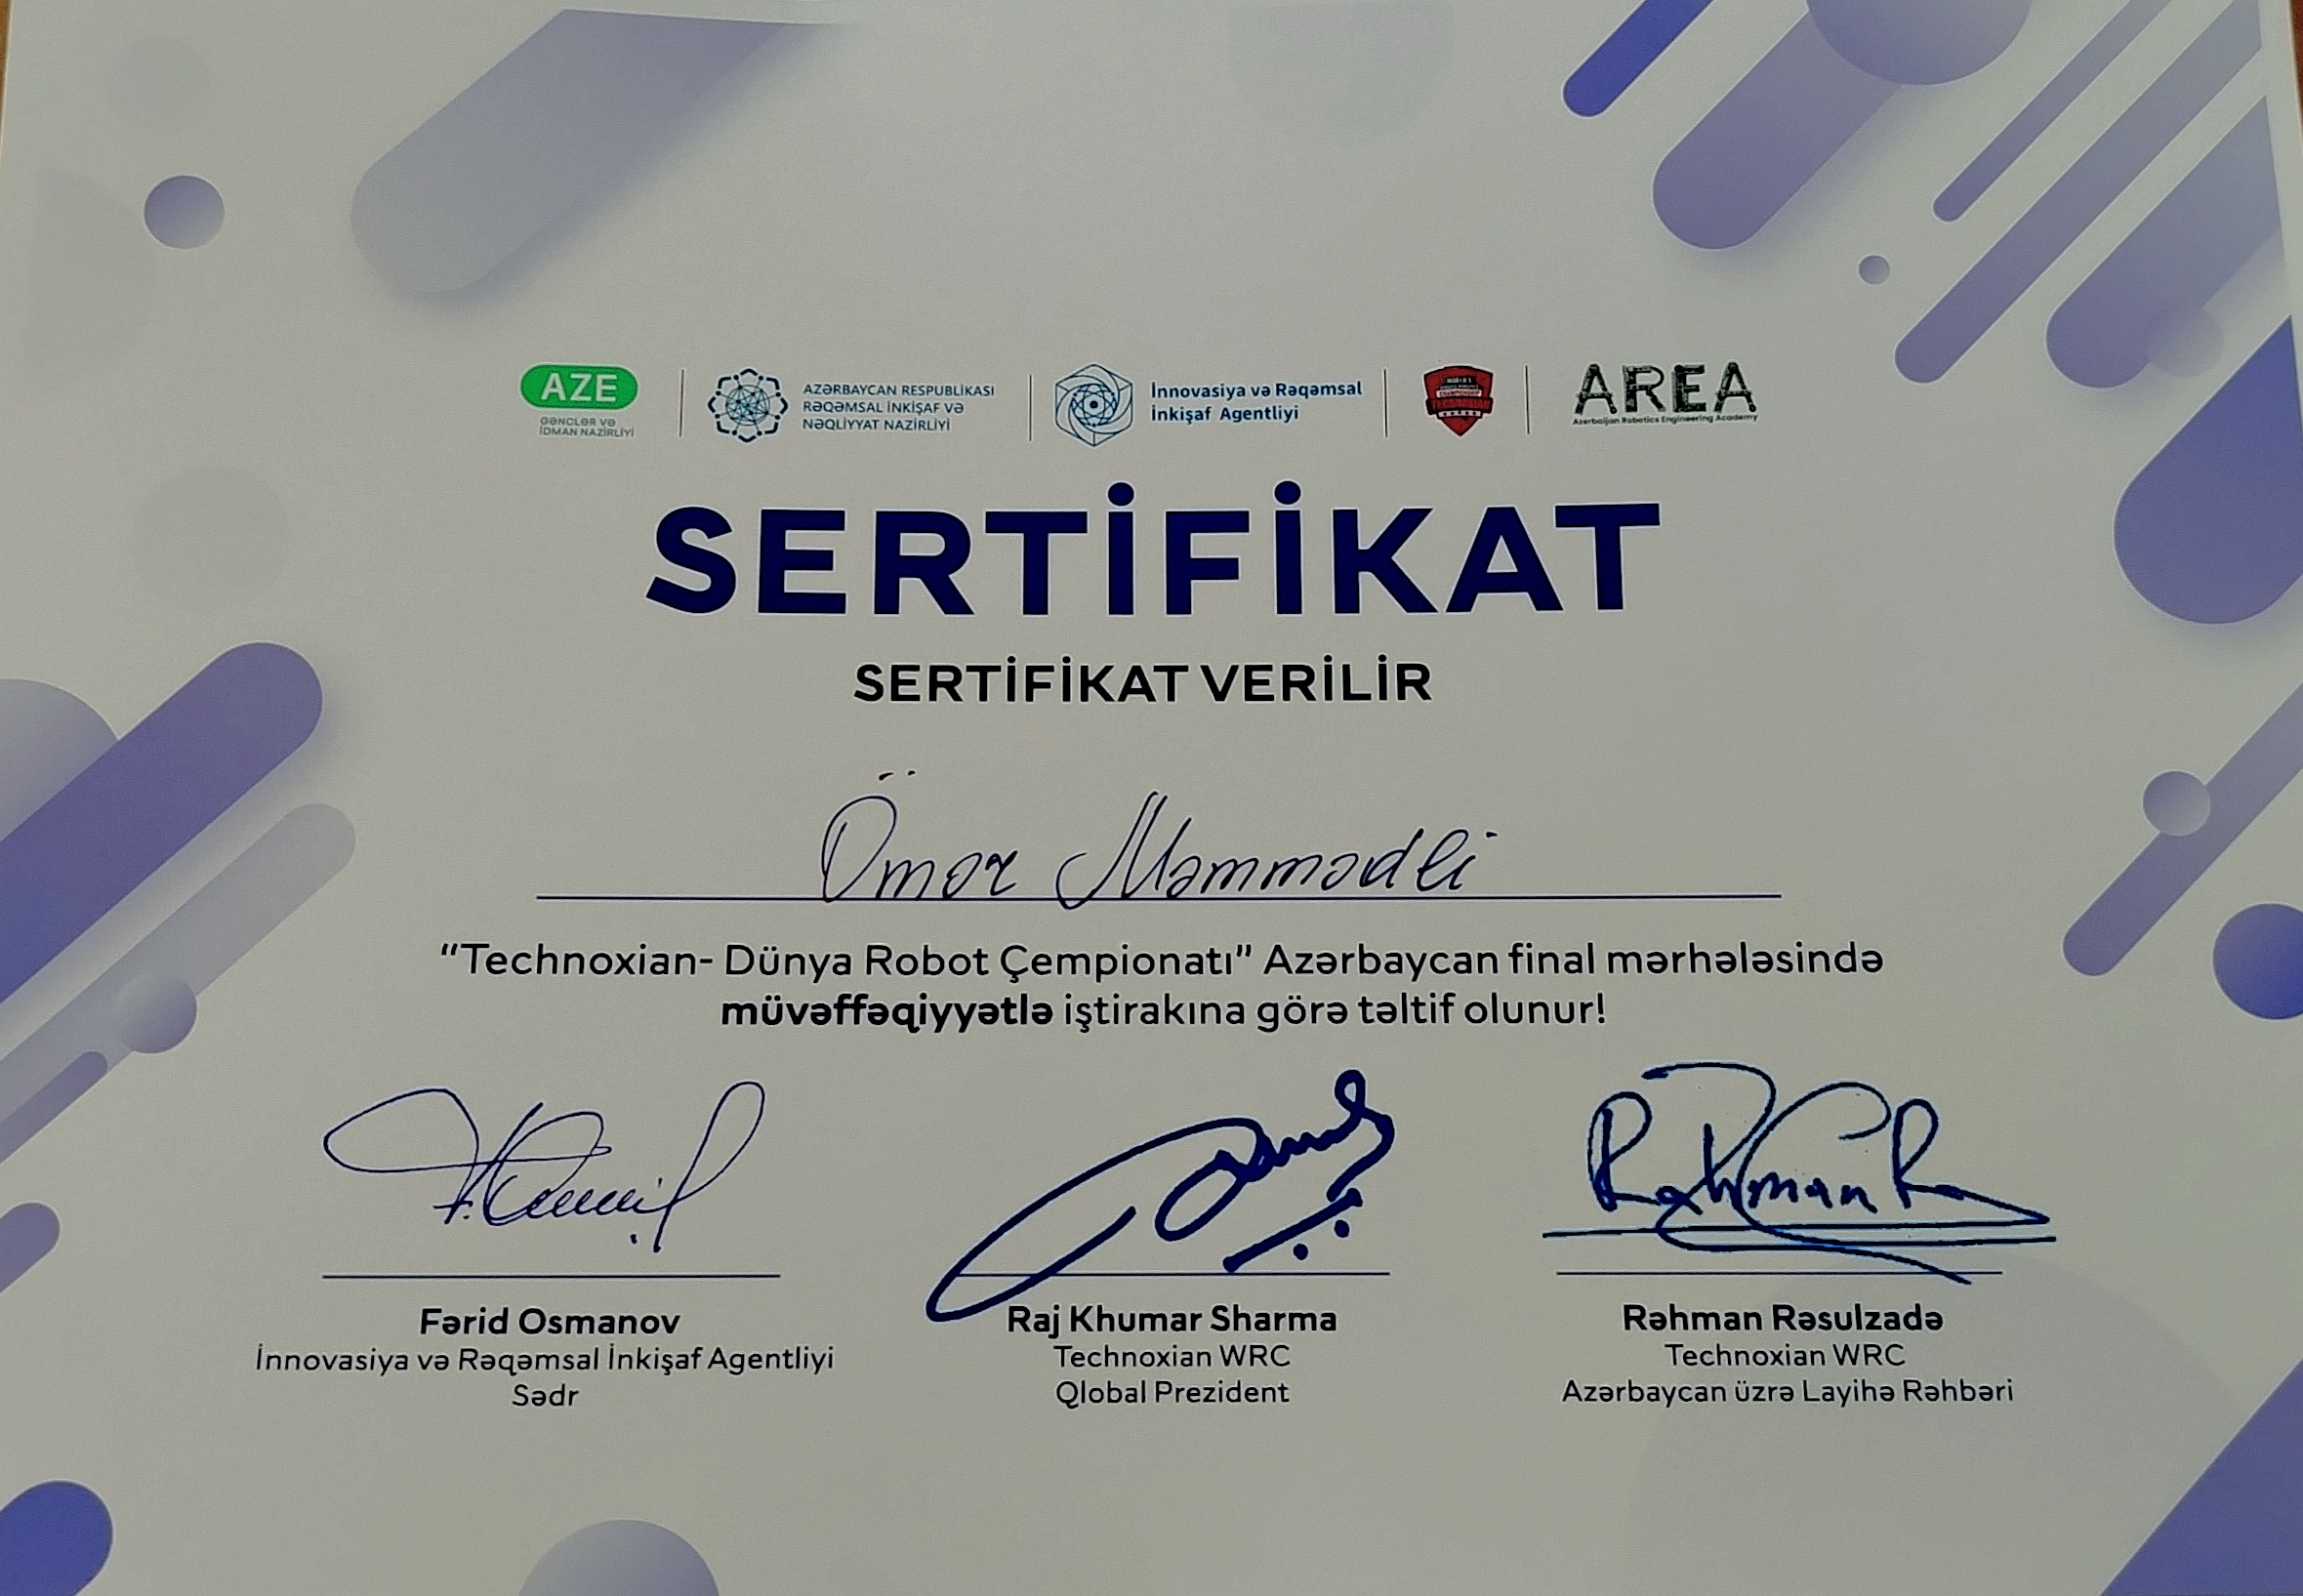 AZE
GƏNCLƏR VƏ
İDMAN NAZİRLİYİ
AZƏRBAYCAN RESPUBLİKASI
RƏQƏMSAL İNKİŞAF VƏ
NƏQLİYYAT NAZİRLİYİ
İnnovasiya və Rəqəmsal
İnkişaf Agentliyi
TECHNOXIAN
AREA
Azerbaijan Robotics Engineering Academy
SERTİFİKAT
SERTİFİKAT VERİLİR
Ömər Məmmədli
“Technoxian- Dünya Robot Çempionatı” Azərbaycan final mərhələsində
müvəffəqiyyətlə iştirakına görə təltif olunur!
Rahman R
Fərid Osmanov
İnnovasiya və Rəqəmsal İnkişaf Agentliyi
Sədr
Raj Khumar Sharma
Technoxian WRC
Qlobal Prezident
Rəhman Rəsulzadə
Technoxian WRC
Azərbaycan üzrə Layihə Rəhbəri